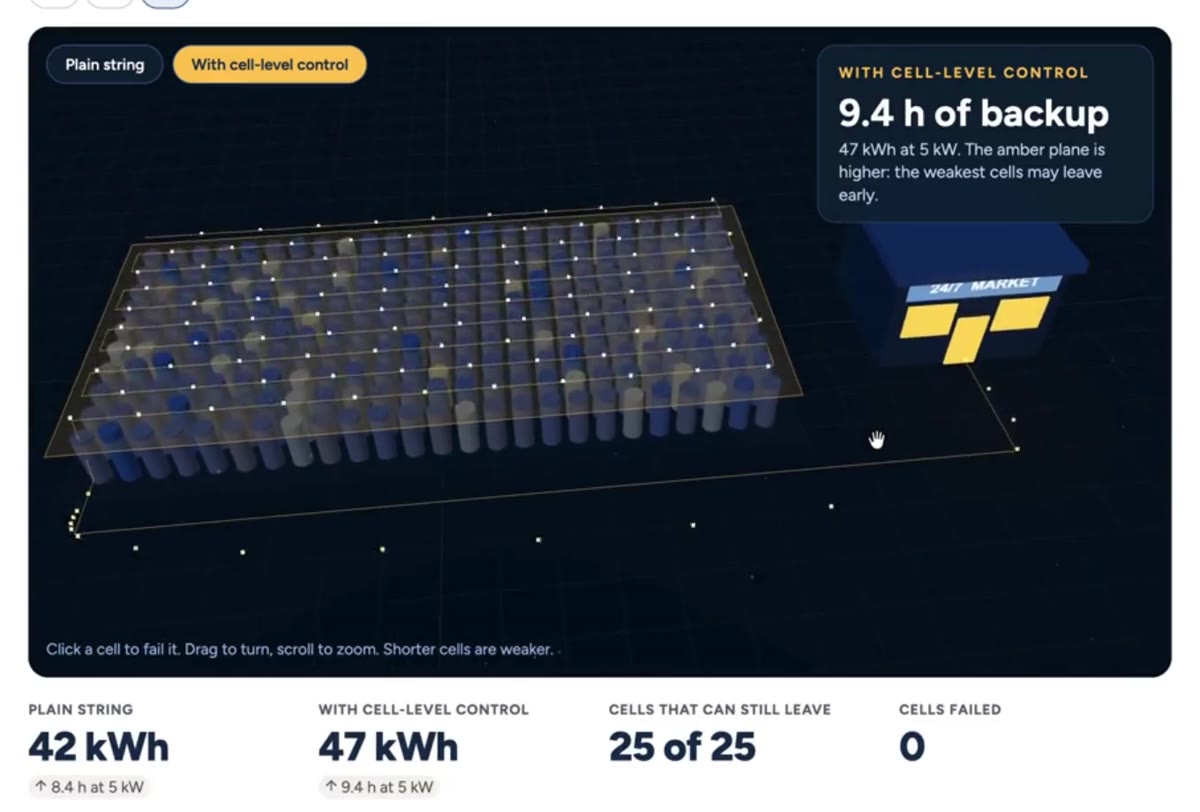 Plain string
With cell-level control
WITH CELL-LEVEL CONTROL
9.4 h of backup
47 kWh at 5 kW. The amber plane is
higher: the weakest cells may leave
early.
24/7 MARKET
Click a cell to fail it. Drag to turn, scroll to zoom. Shorter cells are weaker.
PLAIN STRING
WITH CELL-LEVEL CONTROL
CELLS THAT CAN STILL LEAVE
CELLS FAILED
42 kWh
47 kWh
25 of 25
0
↑ 8.4 h at 5 kW
↑ 9.4 h at 5 kW